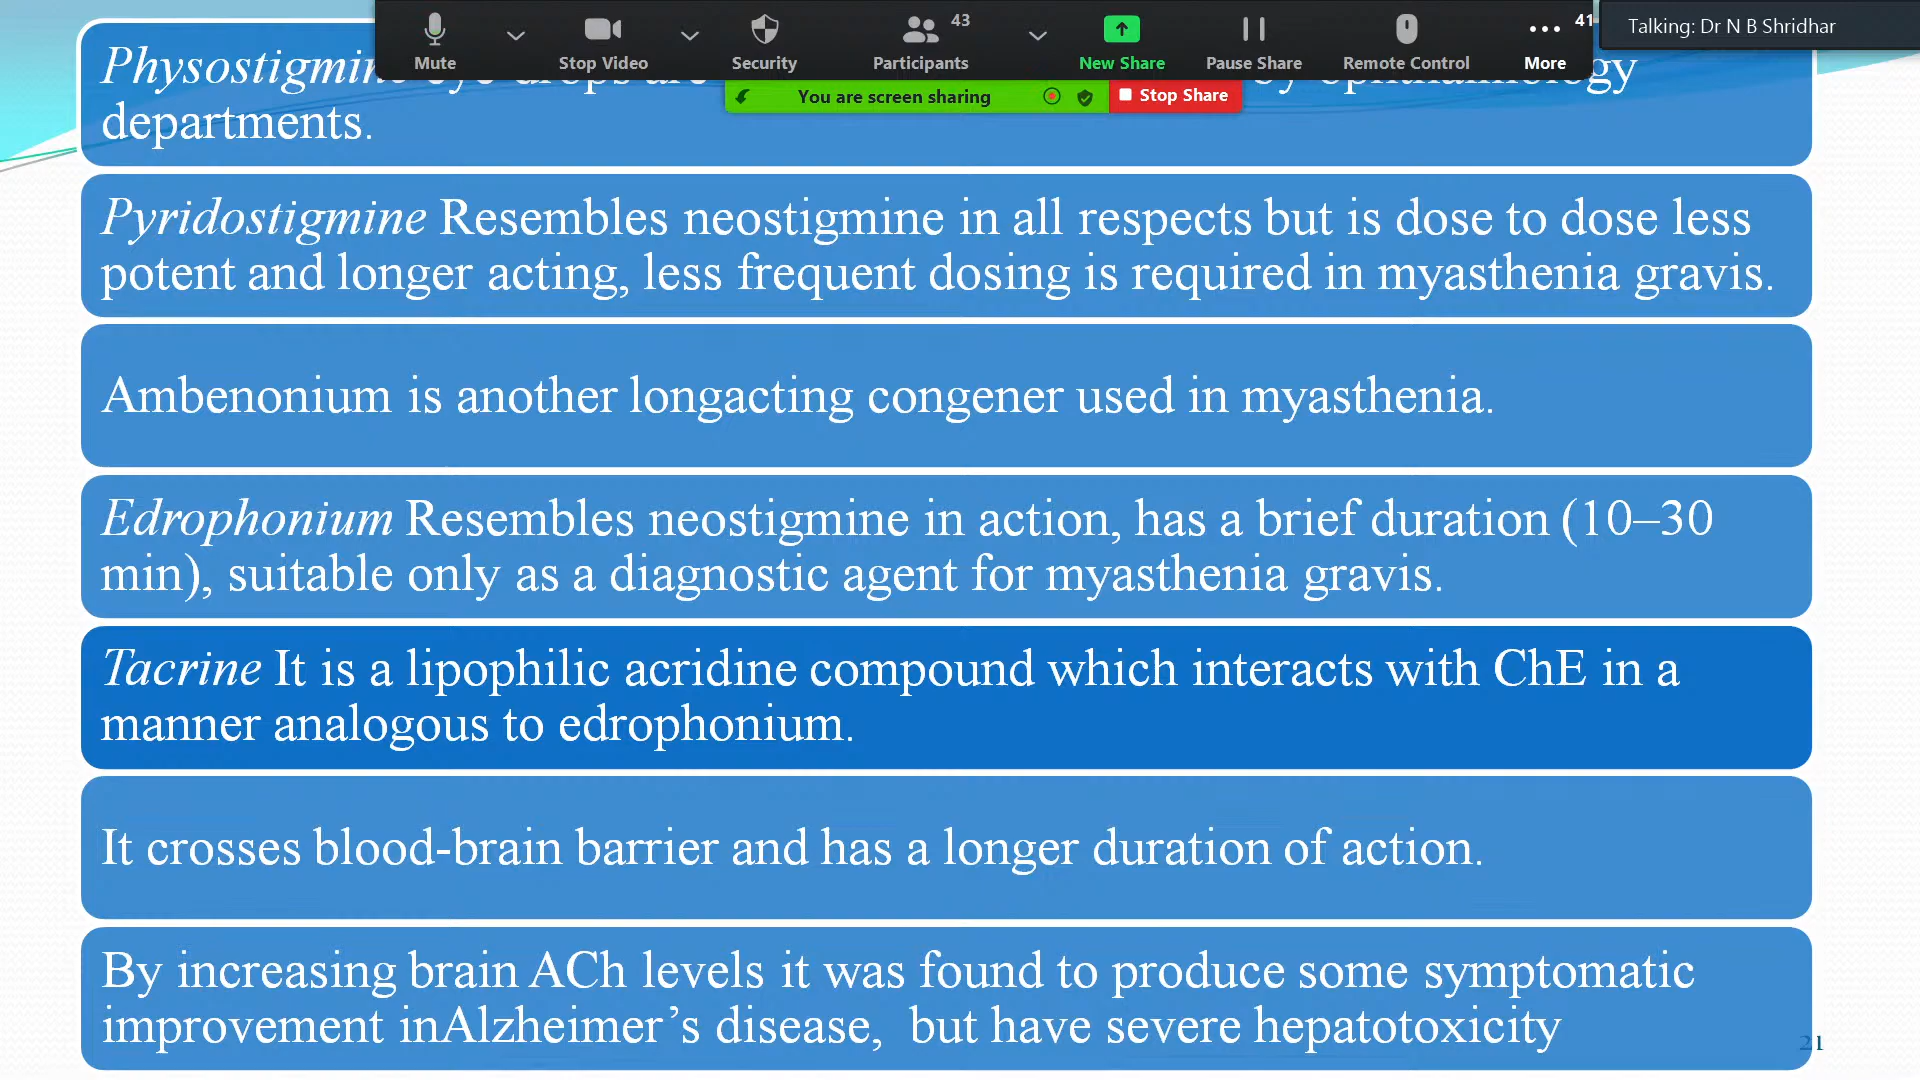 43
41
Talking: Dr N B Shridhar
Mute
Stop Video
Security
Participants
New Share
Pause Share
Remote Control
More
You are screen sharing
Stop Share
Physostigmine eye drops are by ophthalmology
departments.
Pyridostigmine Resembles neostigmine in all respects but is dose to dose less
potent and longer acting, less frequent dosing is required in myasthenia gravis.
Ambenonium is another longacting congener used in myasthenia.
Edrophonium Resembles neostigmine in action, has a brief duration (10–30
min), suitable only as a diagnostic agent for myasthenia gravis.
Tacrine It is a lipophilic acridine compound which interacts with ChE in a
manner analogous to edrophonium.
It crosses blood-brain barrier and has a longer duration of action.
By increasing brain ACh levels it was found to produce some symptomatic
improvement inAlzheimer’s disease,  but have severe hepatotoxicity
21